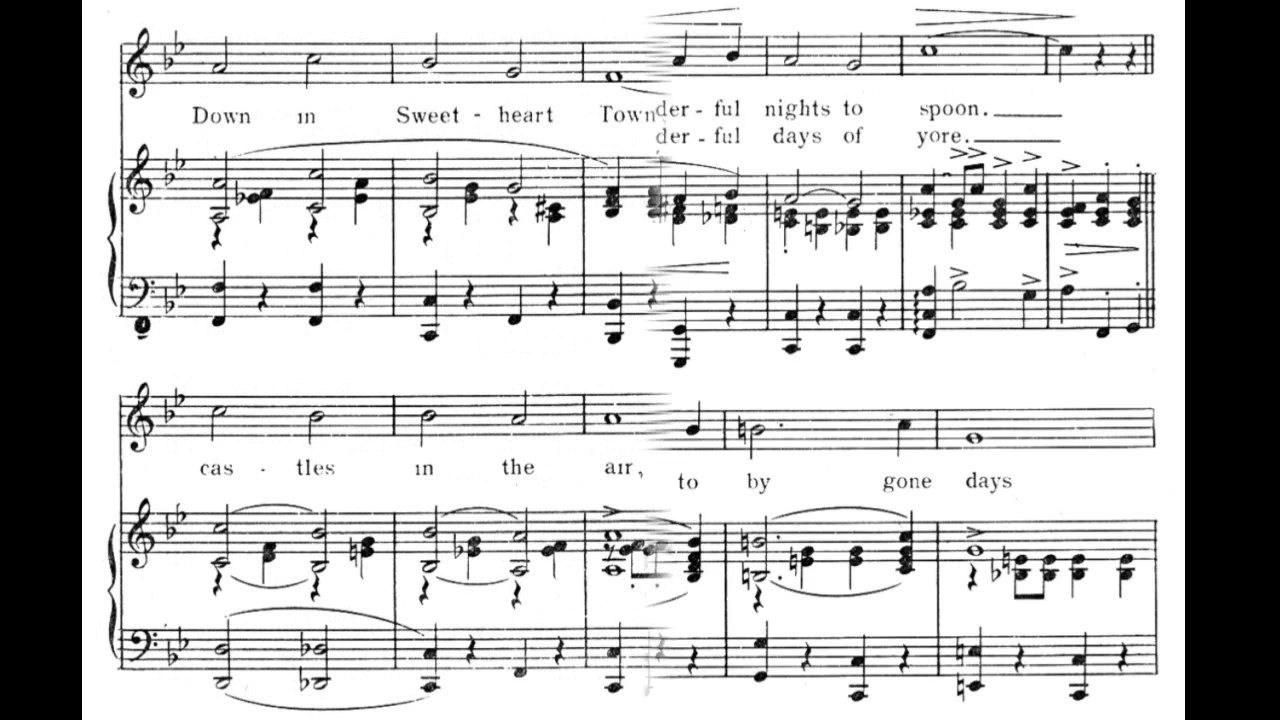 Down in Sweet - heart Town der - ful nights to spoon.
der - ful days of yore.
cas - tles in the air, to by gone days